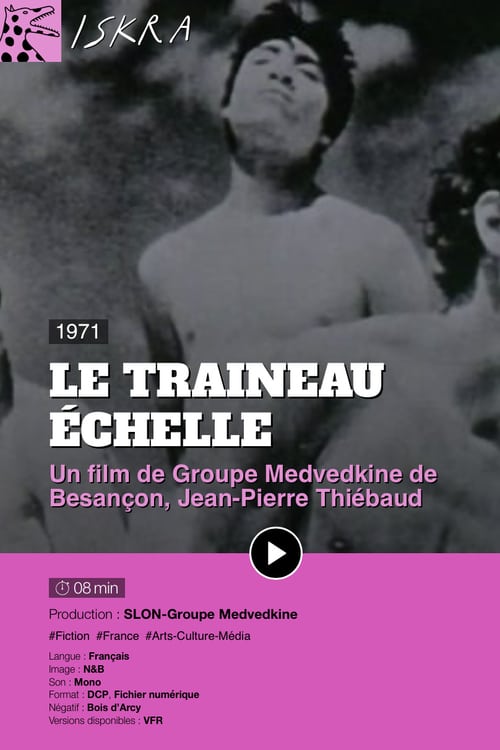 ISKRA
1971
LE TRAINEAU
ÉCHELLE
Un film de Groupe Medvedkine de
Besançon, Jean-Pierre Thiébaud
08 min
Production : SLON-Groupe Medvedkine
#Fiction #France #Arts-Culture-Média
Langue : Français
Image : N&B
Son : Mono
Format : DCP, Fichier numérique
Négatif : Bois d'Arcy
Versions disponibles : VFR